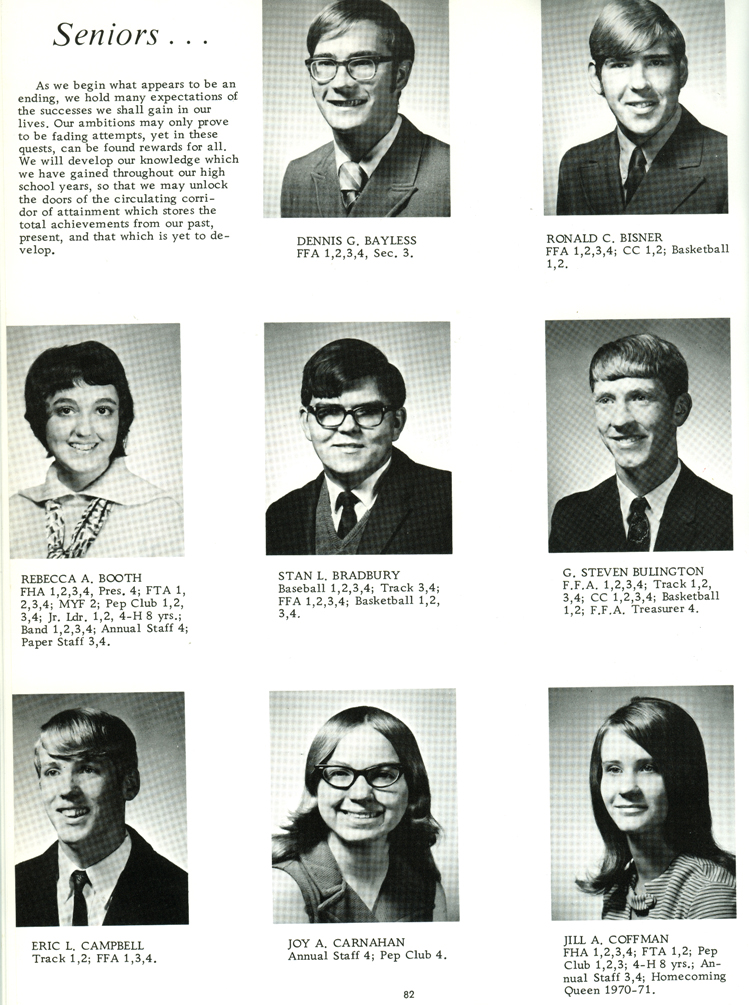 Seniors . . .
As we begin what appears to be an
ending, we hold many expectations of
the successes we shall gain in our
lives. Our ambitions may only prove
to be fading attempts, yet in these
quests, can be found rewards for all.
We will develop our knowledge which
we have gained throughout our high
school years, so that we may unlock
the doors of the circulating corri-
dor of attainment which stores the
total achievements from our past,
present, and that which is yet to de-
velop.
DENNIS G. BAYLESS
FFA 1,2,3,4, Sec. 3.
RONALD C. BISNER
FFA 1,2,3,4; CC 1,2; Basketball
1,2.
REBECCA A. BOOTH
FHA 1,2,3,4, Pres. 4; FTA 1,
2,3,4; MYF 2; Pep Club 1,2,
3,4; Jr. Ldr. 1,2, 4-H 8 yrs.;
Band 1,2,3,4; Annual Staff 4;
Paper Staff 3,4.
STAN L. BRADBURY
Baseball 1,2,3,4; Track 3,4;
FFA 1,2,3,4; Basketball 1,2,
3,4.
G. STEVEN BULINGTON
F.F.A. 1,2,3,4; Track 1,2,
3,4; CC 1,2,3,4; Basketball
1,2; F.F.A. Treasurer 4.
ERIC L. CAMPBELL
Track 1,2; FFA 1,3,4.
JOY A. CARNAHAN
Annual Staff 4; Pep Club 4.
JILL A. COFFMAN
FHA 1,2,3,4; FTA 1,2; Pep
Club 1,2,3; 4-H 8 yrs.; An-
nual Staff 3,4; Homecoming
Queen 1970-71.
82